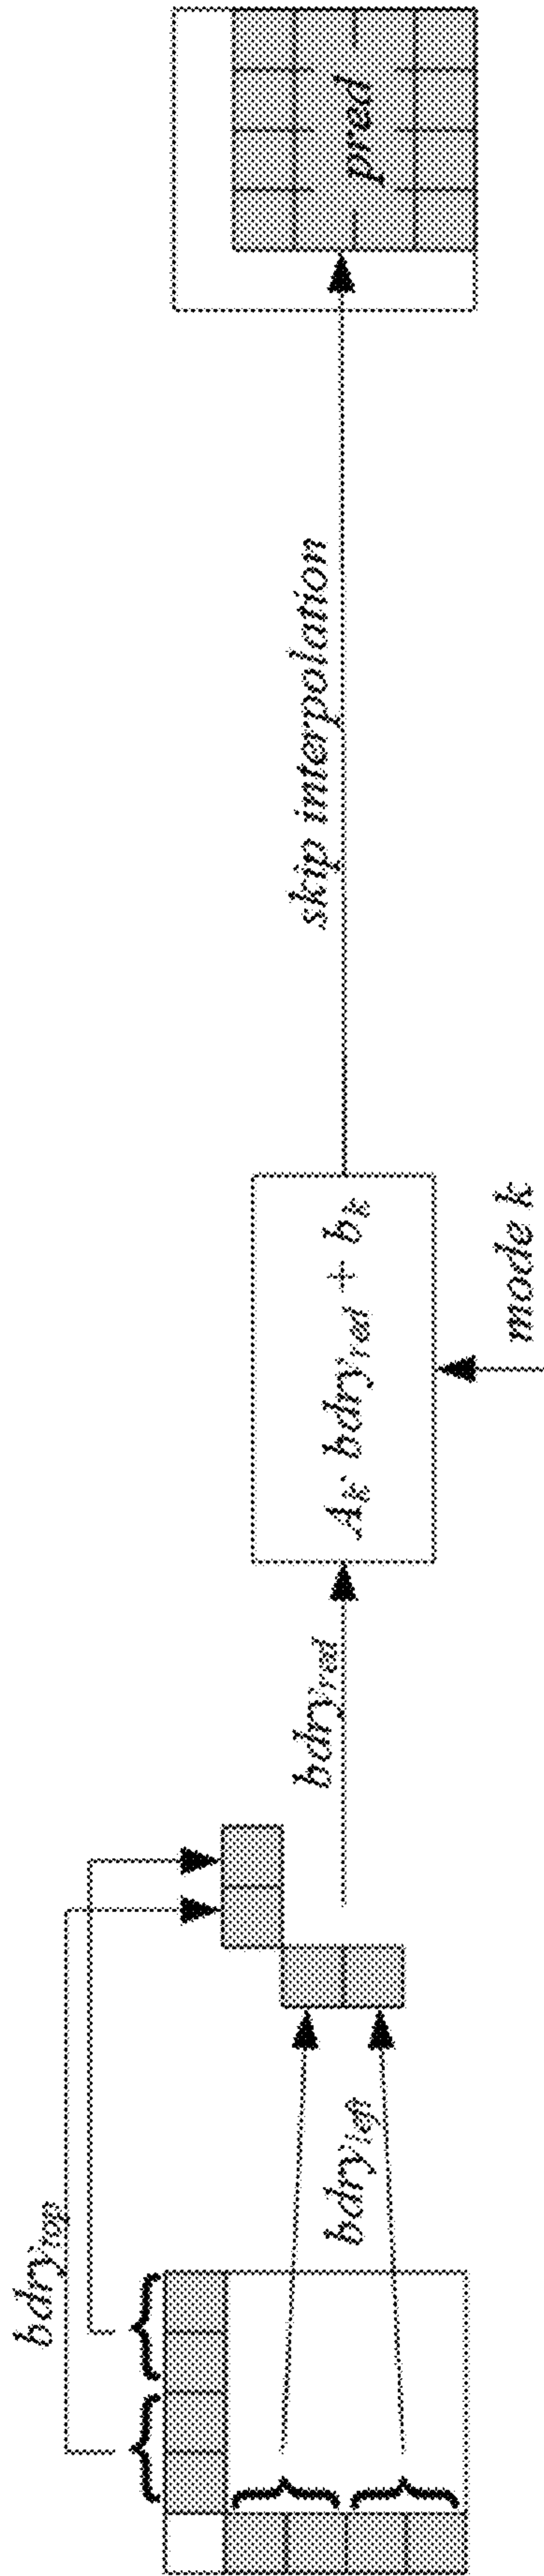 bdry_top
bdry_left
bdry_red
A_k · bdry_red + b_k
mode k
skip interpolation
pred